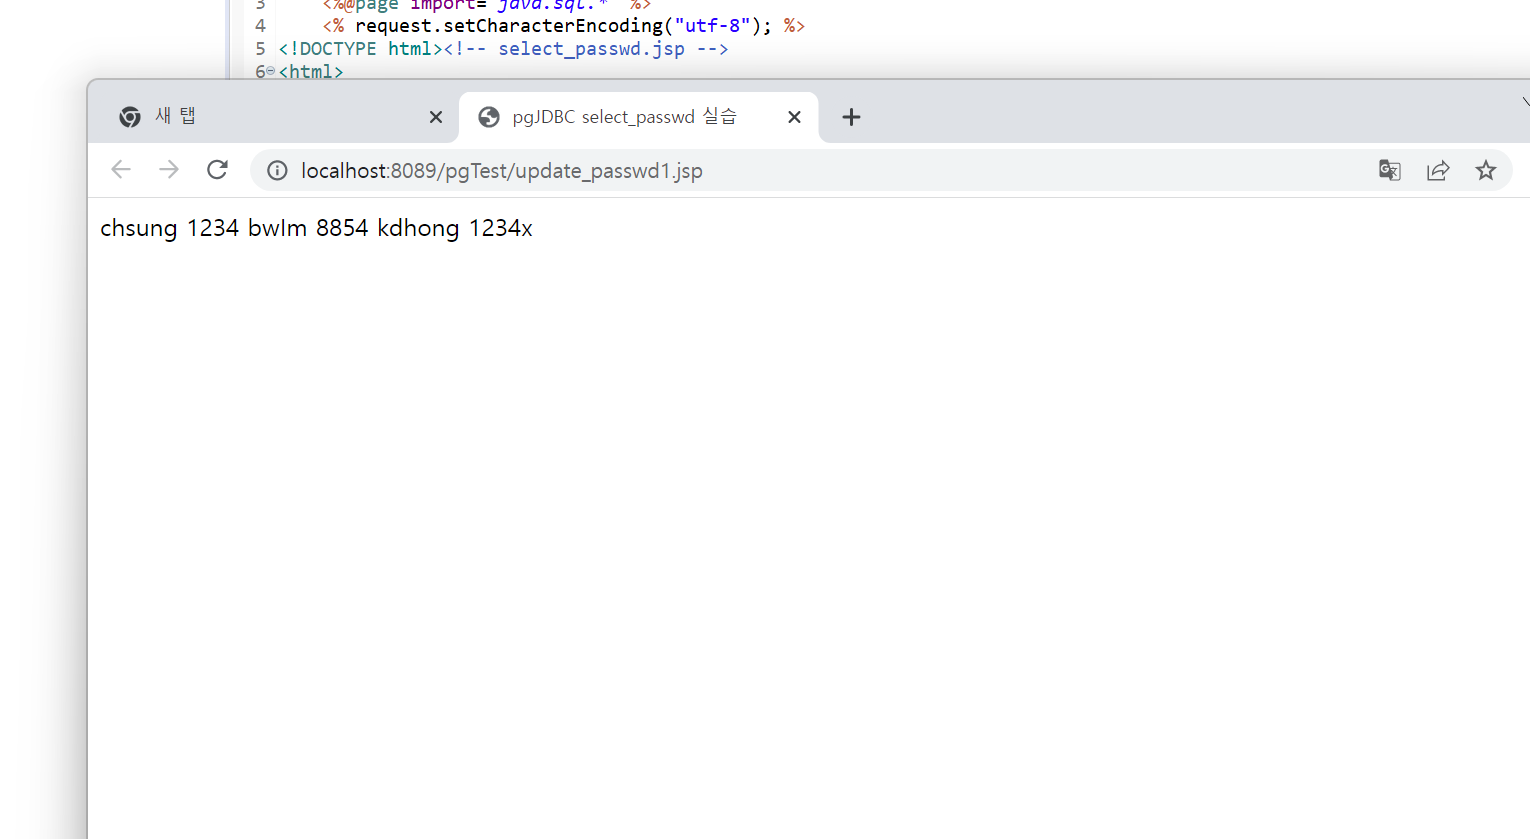 3 <%@page import="java.sql.*" %>
4 <% request.setCharacterEncoding("utf-8"); %>
5 <!DOCTYPE html><!-- select_passwd.jsp -->
6 <html>
새 탭
pgJDBC select_passwd 실습
localhost:8089/pgTest/update_passwd1.jsp
chsung 1234 bwlm 8854 kdhong 1234x